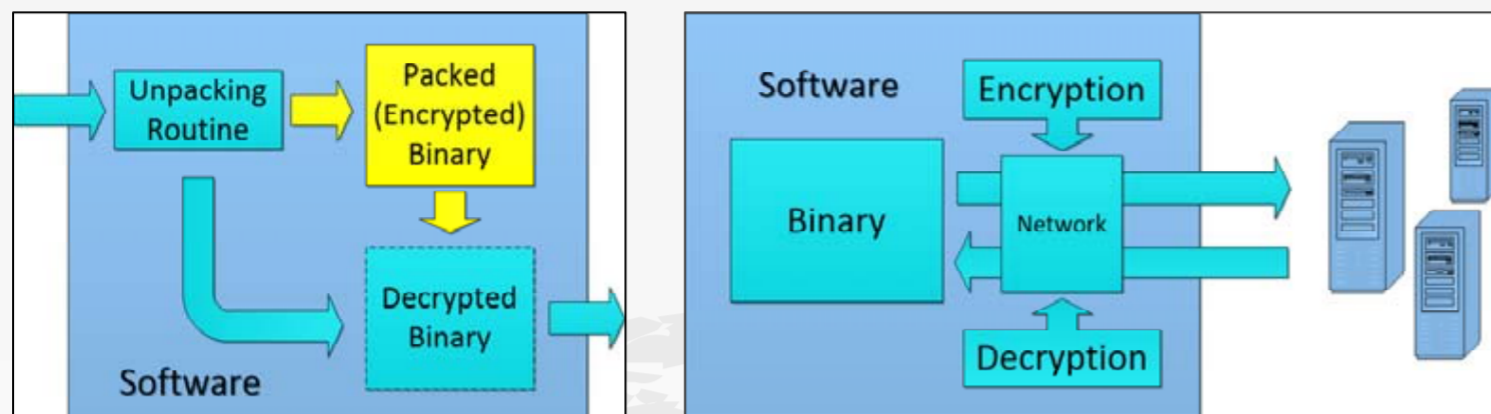 Unpacking
Routine
Packed
(Encrypted)
Binary
Decrypted
Binary
Software
Software
Encryption
Binary
Network
Decryption